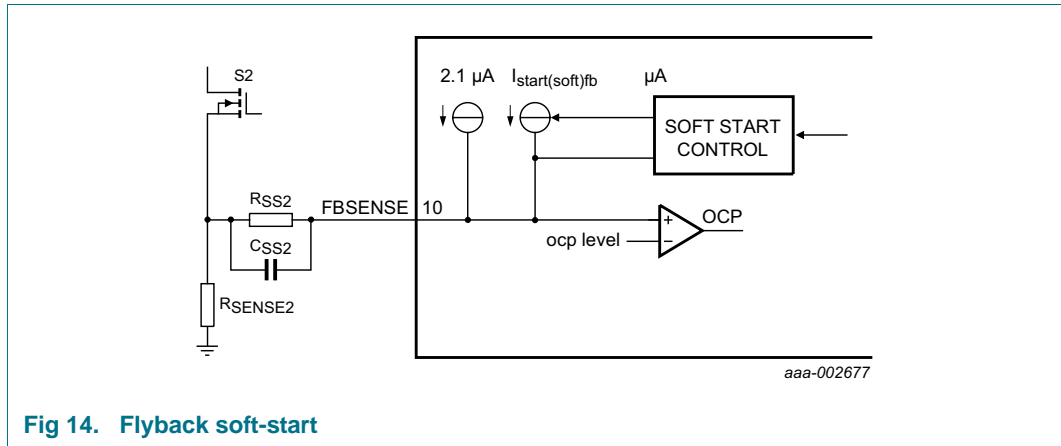 S2
2.1 µA
Istart(soft)fb
µA
SOFT START
CONTROL
RSS2
FBSENSE
10
CSS2
ocp level
+
−
OCP
RSENSE2
aaa-002677
Fig 14. Flyback soft-start